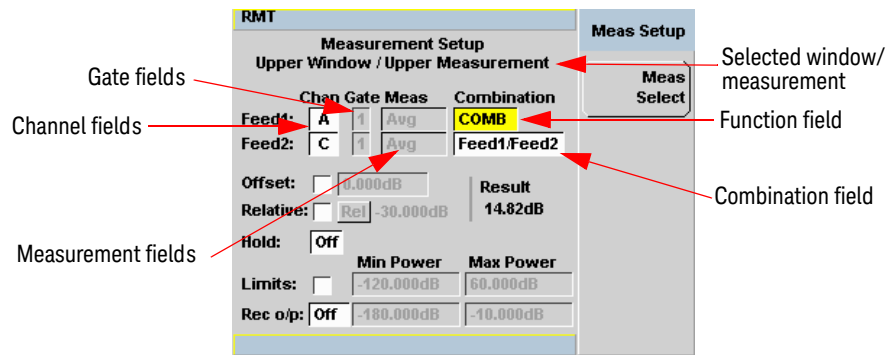 RMT
Meas Setup
Measurement Setup
Upper Window / Upper Measurement
Selected window/
measurement
Meas
Select
Gate fields
Chan Gate Meas Combination
Channel fields
Feed1: A 1 Avg COMB
Function field
Feed2: C 1 Avg Feed1/Feed2
Offset: 0.000dB Result
Combination field
Relative: Rel -30.000dB 14.82dB
Measurement fields
Hold: Off
Min Power Max Power
Limits: -120.000dB 60.000dB
Rec o/p: Off -180.000dB -10.000dB